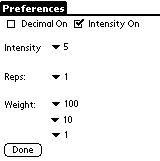 Preferences
Decimal On Intensity On
Intensity 5
Reps: 1
Weight: 100
10
1
Done